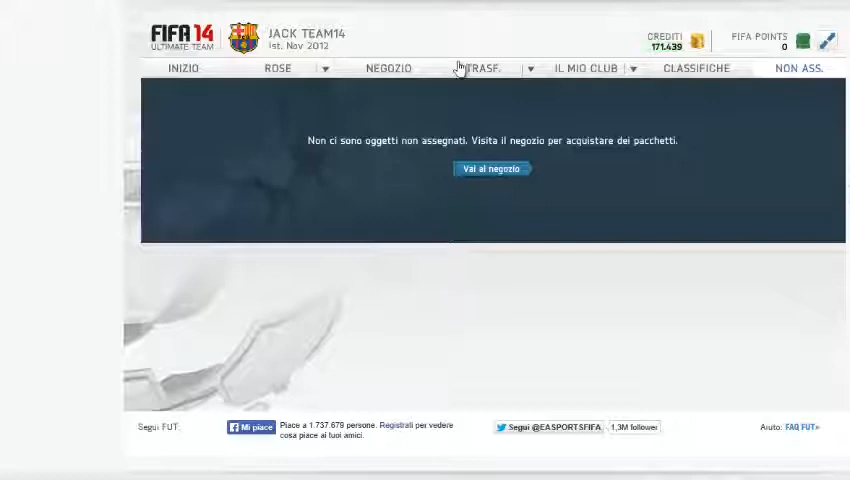 FIFA 14
ULTIMATE TEAM
JACK TEAM14
1st. Nov 2012
CREDITI
171.439
FIFA POINTS
0
INIZIO ROSE NEGOZIO TRASF. IL MIO CLUB CLASSIFICHE NON ASS.
Non ci sono oggetti non assegnati. Visita il negozio per acquistare dei pacchetti.
Vai al negozio
Segui FUT:
Mi piace
Piace a 1.737.679 persone. Registrati per vedere
cosa piace ai tuoi amici.
Segui @EASPORTSFIFA
1,3M follower
Aiuto: FAQ FUT»